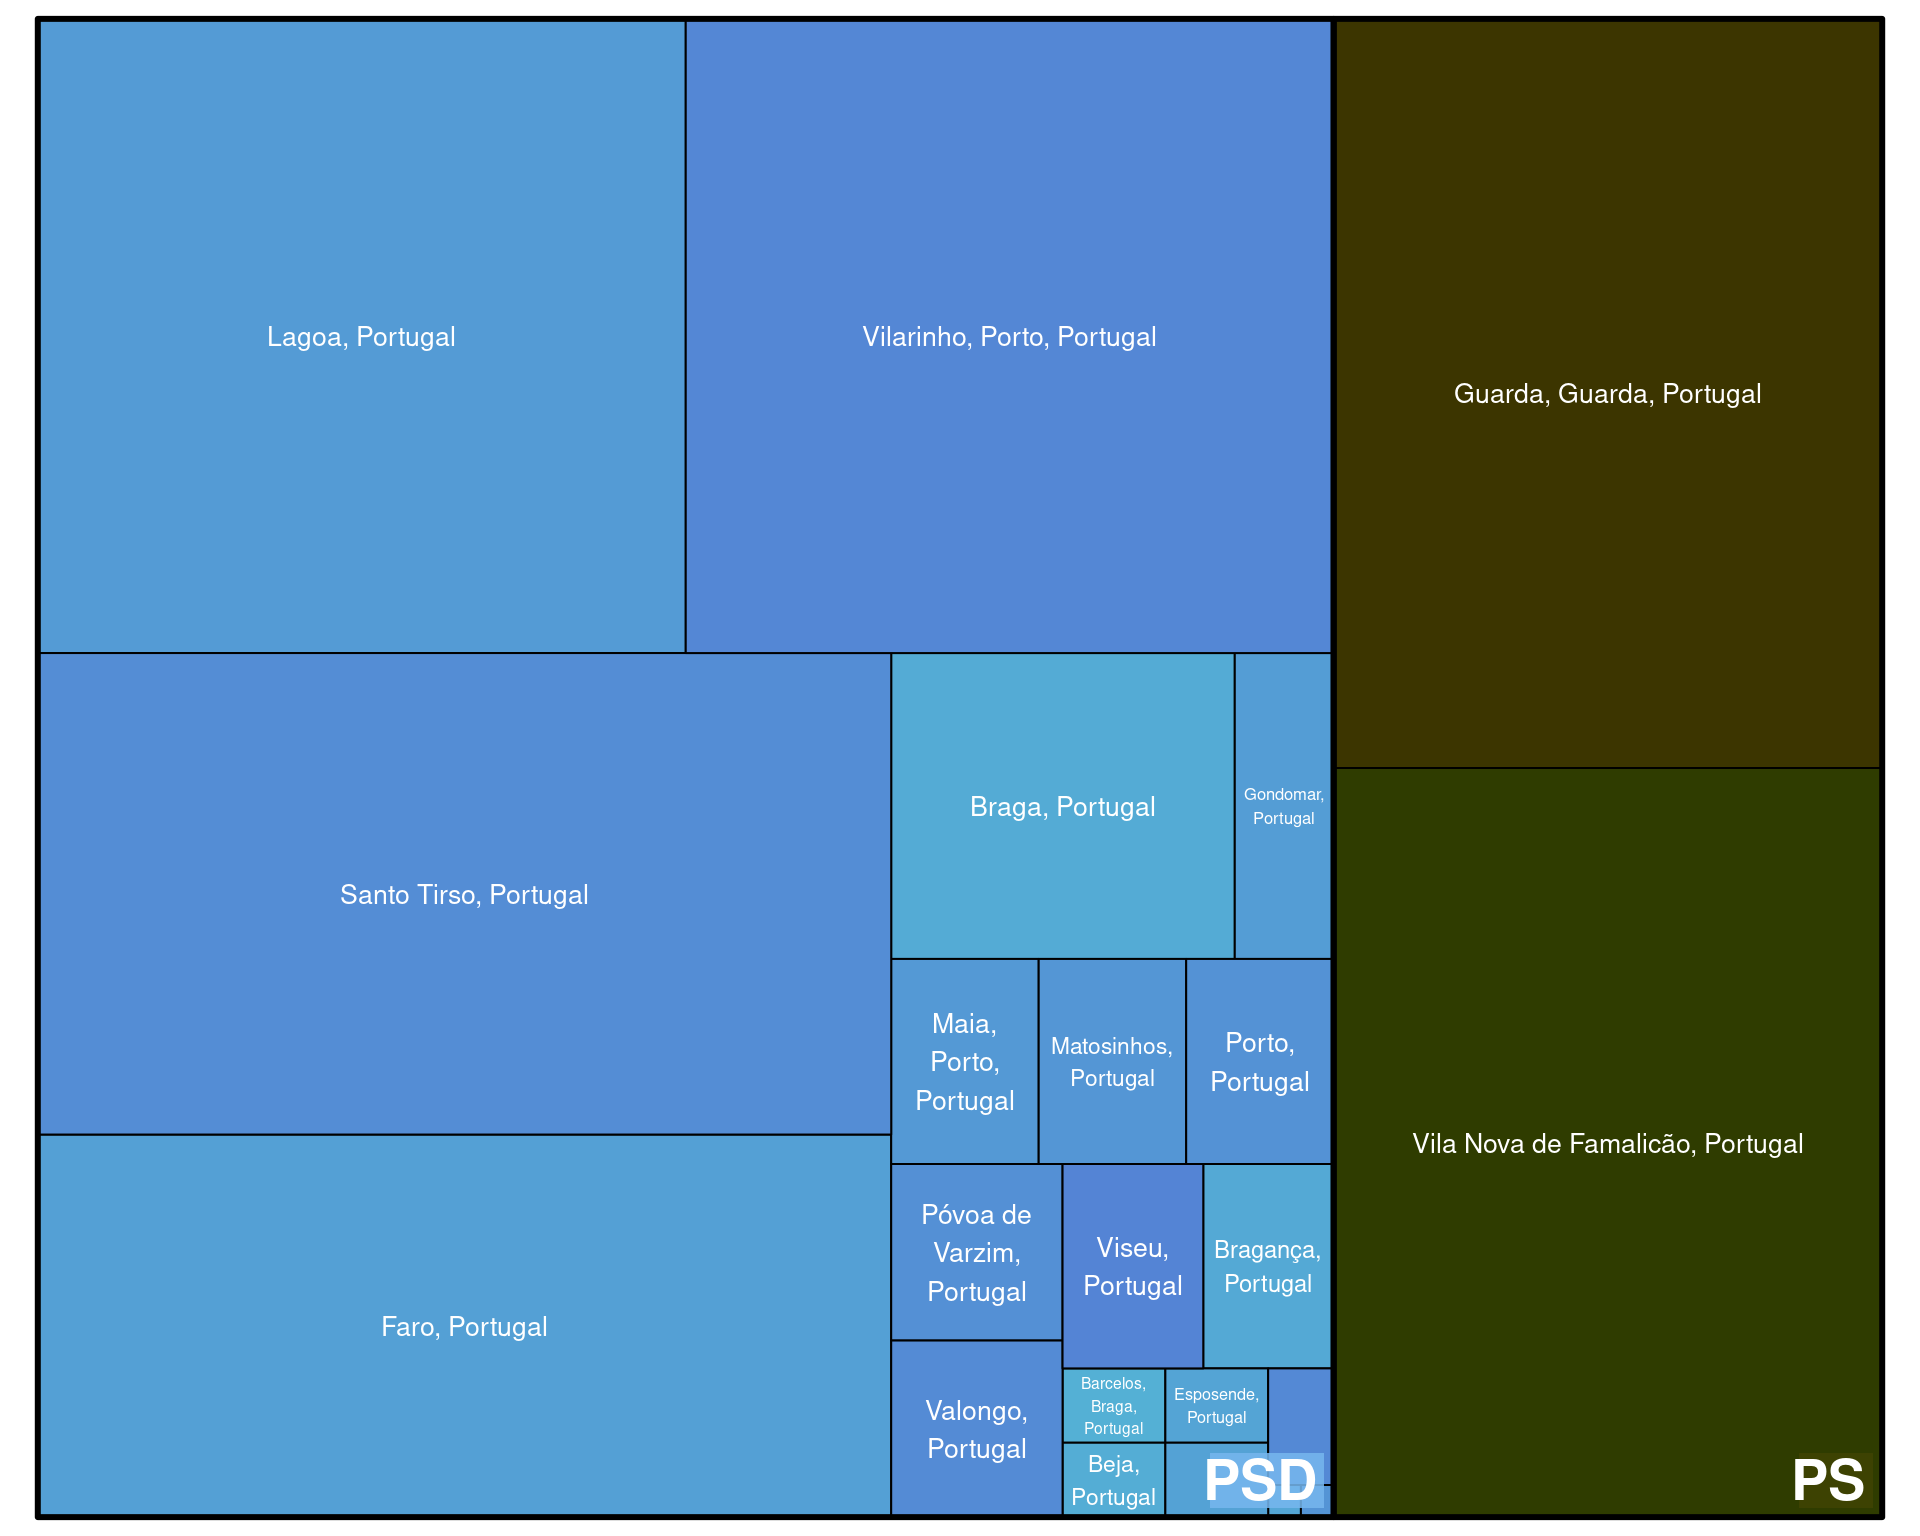 Lagoa, Portugal
Vilarinho, Porto, Portugal
Guarda, Guarda, Portugal
Santo Tirso, Portugal
Braga, Portugal
Gondomar,
Portugal
Maia,
Porto,
Portugal
Matosinhos,
Portugal
Porto,
Portugal
Vila Nova de Famalicão, Portugal
Faro, Portugal
Póvoa de
Varzim,
Portugal
Viseu,
Portugal
Bragança,
Portugal
Valongo,
Portugal
Barcelos,
Braga,
Portugal
Esposende,
Portugal
Beja,
Portugal
PSD
PS